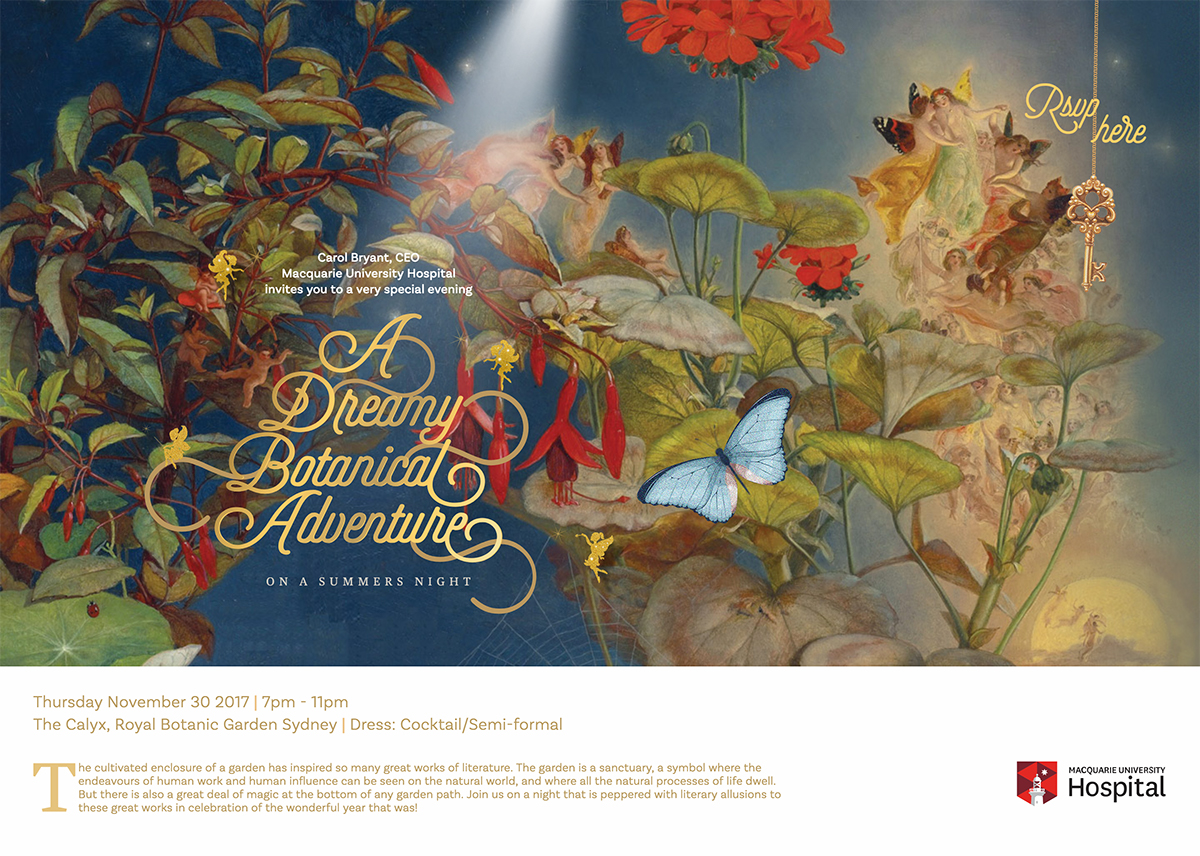 Rsvp
here
Carol Bryant, CEO
Macquarie University Hospital
invites you to a very special evening
A
Dreamy
Botanical
Adventure
ON A SUMMERS NIGHT
Thursday November 30 2017 | 7pm - 11pm
The Calyx, Royal Botanic Garden Sydney | Dress: Cocktail/Semi-formal
The cultivated enclosure of a garden has inspired so many great works of literature. The garden is a sanctuary, a symbol where the
endeavours of human work and human influence can be seen on the natural world, and where all the natural processes of life dwell.
But there is also a great deal of magic at the bottom of any garden path. Join us on a night that is peppered with literary allusions to
these great works in celebration of the wonderful year that was!
MACQUARIE UNIVERSITY
Hospital